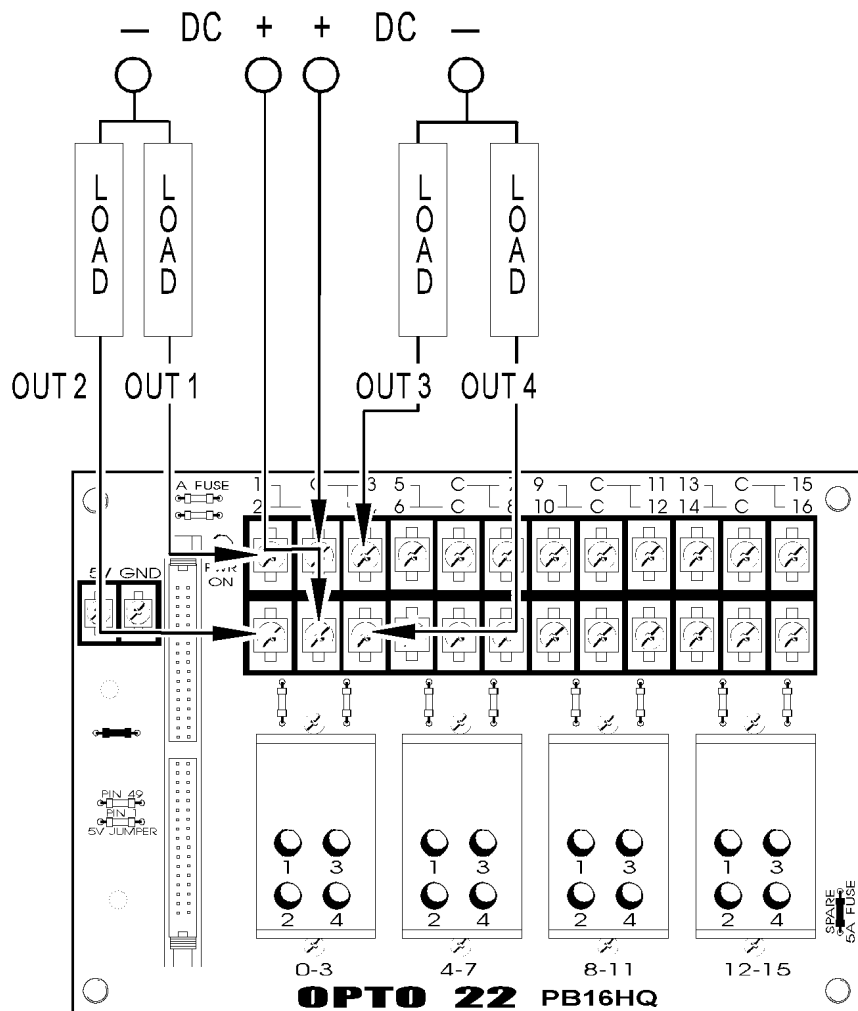 — DC + + DC —
LOAD LOAD LOAD LOAD
OUT 2 OUT 1 OUT 3 OUT 4
A FUSE 1 C 3 5 C 7 9 C 11 13 C 15
2 6 C 8 10 C 12 14 C 16
5V GND PWR
ON
PIN 49
PIN 1
5V JUMPER
1 3 1 3 1 3 1 3
2 4 2 4 2 4 2 4
SPARE
5A FUSE
0-3 4-7 8-11 12-15
OPTO 22 PB16HQ